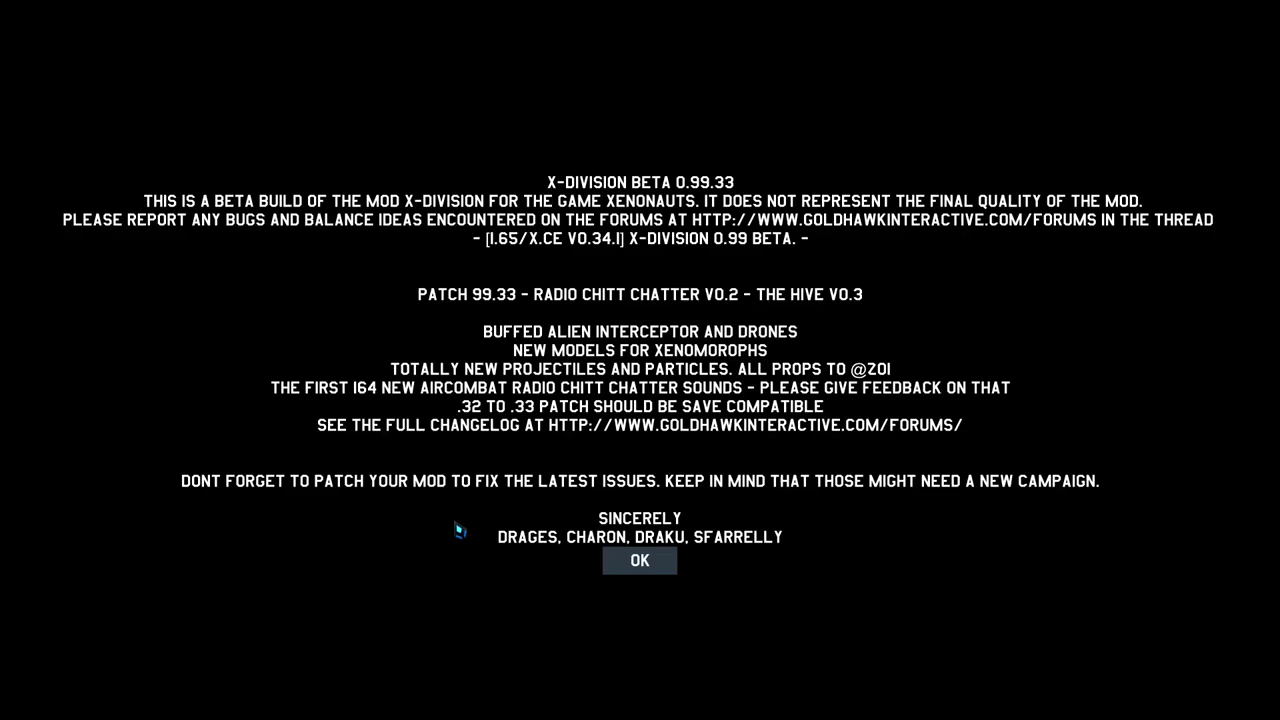 X-DIVISION BETA 0.99.33
THIS IS A BETA BUILD OF THE MOD X-DIVISION FOR THE GAME XENONAUTS. IT DOES NOT REPRESENT THE FINAL QUALITY OF THE MOD.
PLEASE REPORT ANY BUGS AND BALANCE IDEAS ENCOUNTERED ON THE FORUMS AT HTTP://WWW.GOLDHAWKINTERACTIVE.COM/FORUMS IN THE THREAD
- [1.65/X.CE V0.34.1] X-DIVISION 0.99 BETA. -
PATCH 99.33 - RADIO CHITT CHATTER V0.2 - THE HIVE V0.3
BUFFED ALIEN INTERCEPTOR AND DRONES
NEW MODELS FOR XENOMOROPHS
TOTALLY NEW PROJECTILES AND PARTICLES. ALL PROPS TO @ZOI
THE FIRST 164 NEW AIRCOMBAT RADIO CHITT CHATTER SOUNDS - PLEASE GIVE FEEDBACK ON THAT
.32 TO .33 PATCH SHOULD BE SAVE COMPATIBLE
SEE THE FULL CHANGELOG AT HTTP://WWW.GOLDHAWKINTERACTIVE.COM/FORUMS/
DONT FORGET TO PATCH YOUR MOD TO FIX THE LATEST ISSUES. KEEP IN MIND THAT THOSE MIGHT NEED A NEW CAMPAIGN.
SINCERELY
DRAGES, CHARON, DRAKU, SFARRELLY
OK